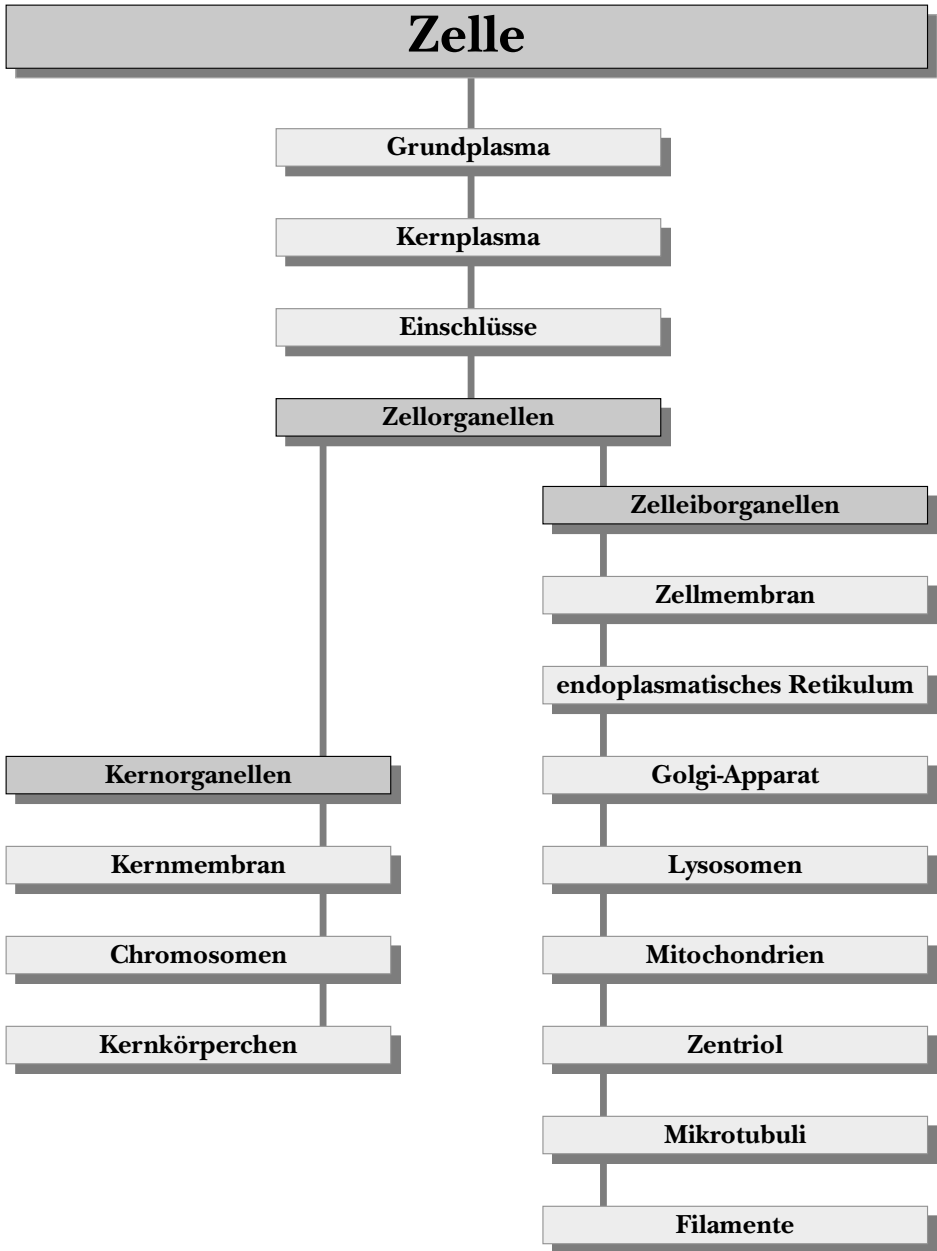 Zelle
Grundplasma
Kernplasma
Einschlüsse
Zellorganellen
Zelleiborganellen
Zellmembran
endoplasmatisches Retikulum
Kernorganellen
Golgi-Apparat
Kernmembran
Lysosomen
Chromosomen
Mitochondrien
Kernkörperchen
Zentriol
Mikrotubuli
Filamente